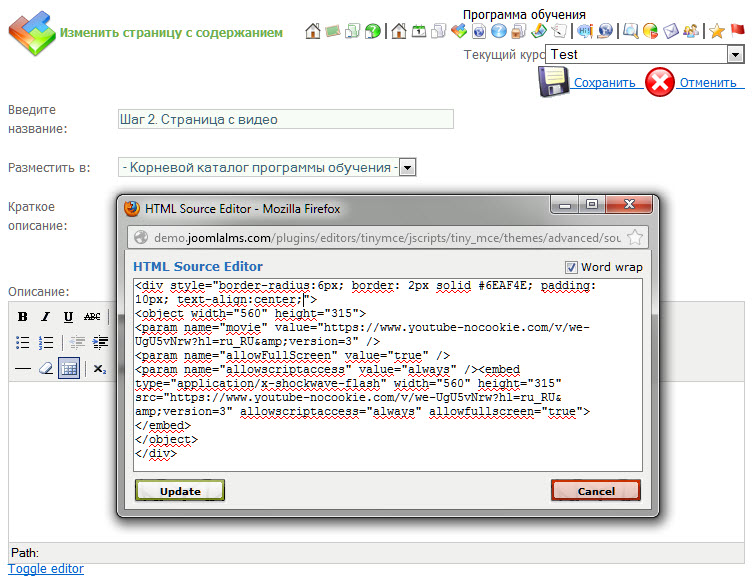 Программа обучения
Изменить страницу с содержанием
Текущий курс Test
Сохранить Отменить
Введите
название:
Шаг 2. Страница с видео
Разместить в:
- Корневой каталог программы обучения -
Краткое
описание:
HTML Source Editor - Mozilla Firefox
demo.joomlalms.com/plugins/editors/tinymce/jscripts/tiny_mce/themes/advanced/sou
HTML Source Editor
Word wrap
<div style="border-radius:6px; border: 2px solid #6EAF4E; padding:
10px; text-align:center;">
<object width="560" height="315">
<param name="movie" value="https://www.youtube-nocookie.com/v/we-
UgU5vNrw?hl=ru_RU&amp;version=3" />
<param name="allowFullScreen" value="true" />
<param name="allowscriptaccess" value="always" /><embed
type="application/x-shockwave-flash" width="560" height="315"
src="https://www.youtube-nocookie.com/v/we-UgU5vNrw?hl=ru_RU&
amp;version=3" allowscriptaccess="always" allowfullscreen="true">
</embed>
</object>
</div>
Update
Cancel
Описание:
B I U ABC
Path:
Toggle editor